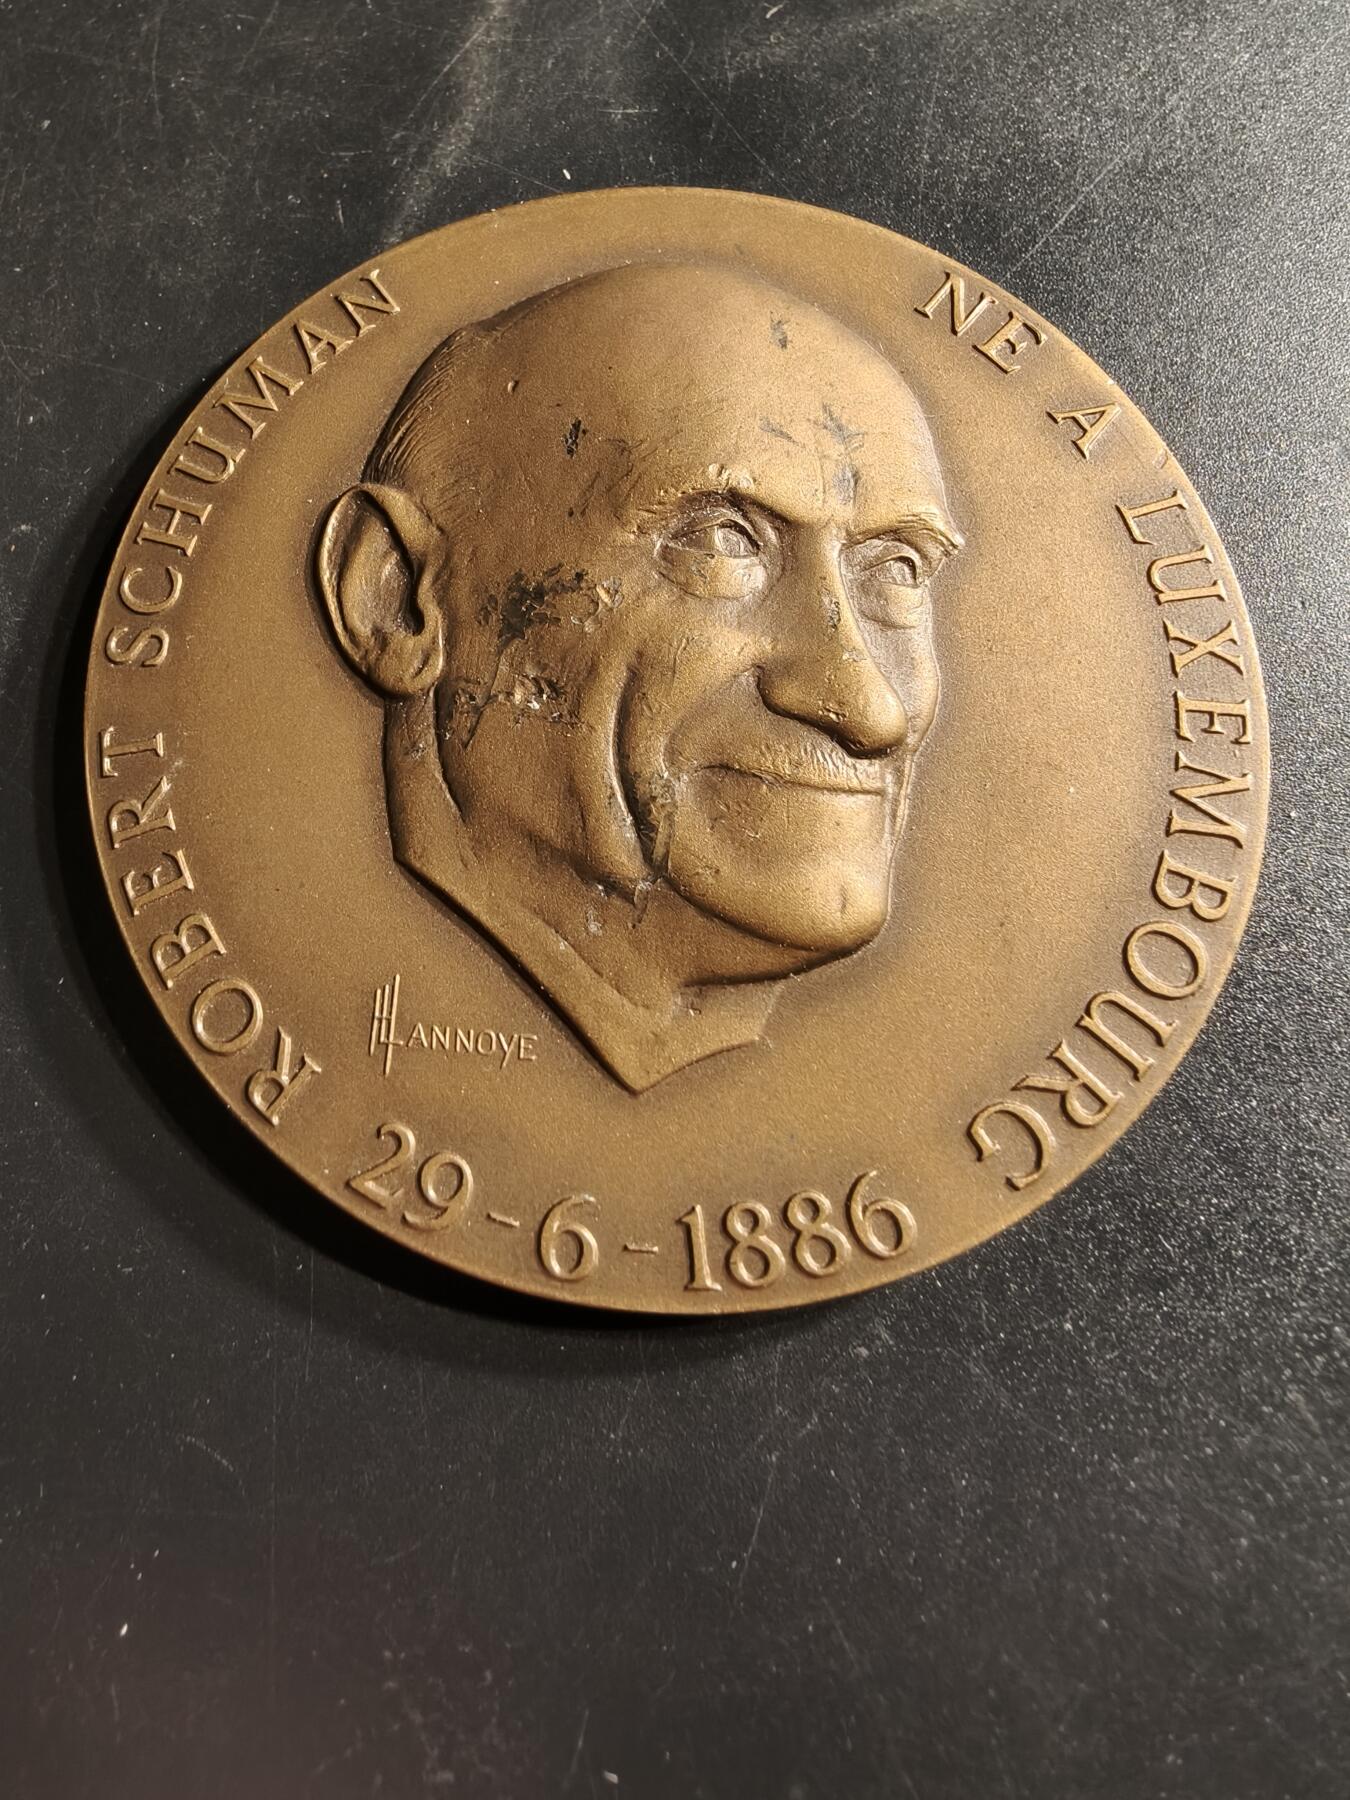 ROBERT SCHUMAN
NE A LUXEMBOURG
29-6-1886
HLANNOYE